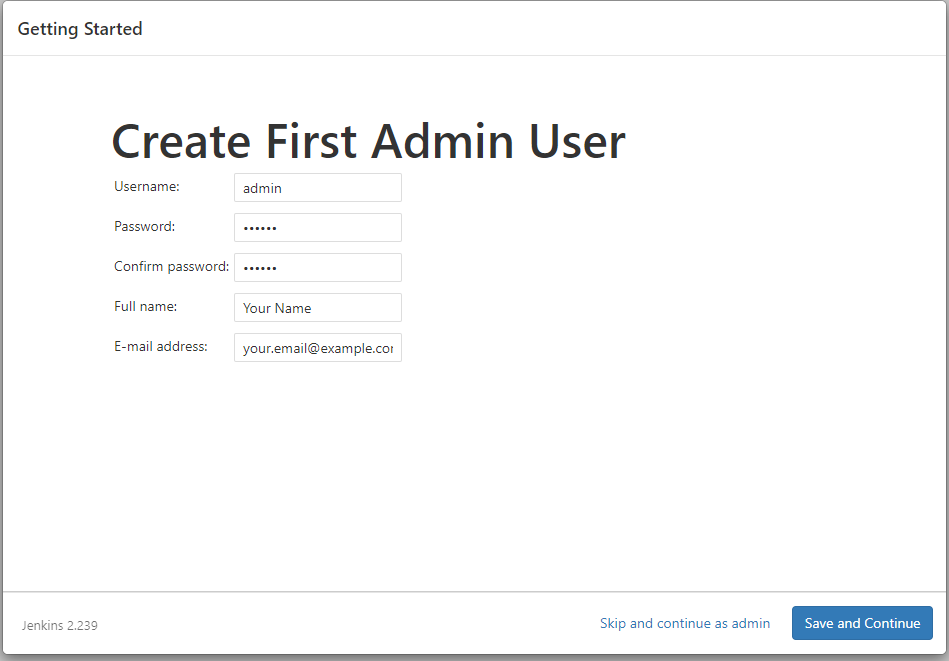 Getting Started
Create First Admin User
Username: admin
Password: ••••••
Confirm password: ••••••
Full name: Your Name
E-mail address: your.email@example.co
Jenkins 2.239 Skip and continue as admin Save and Continue